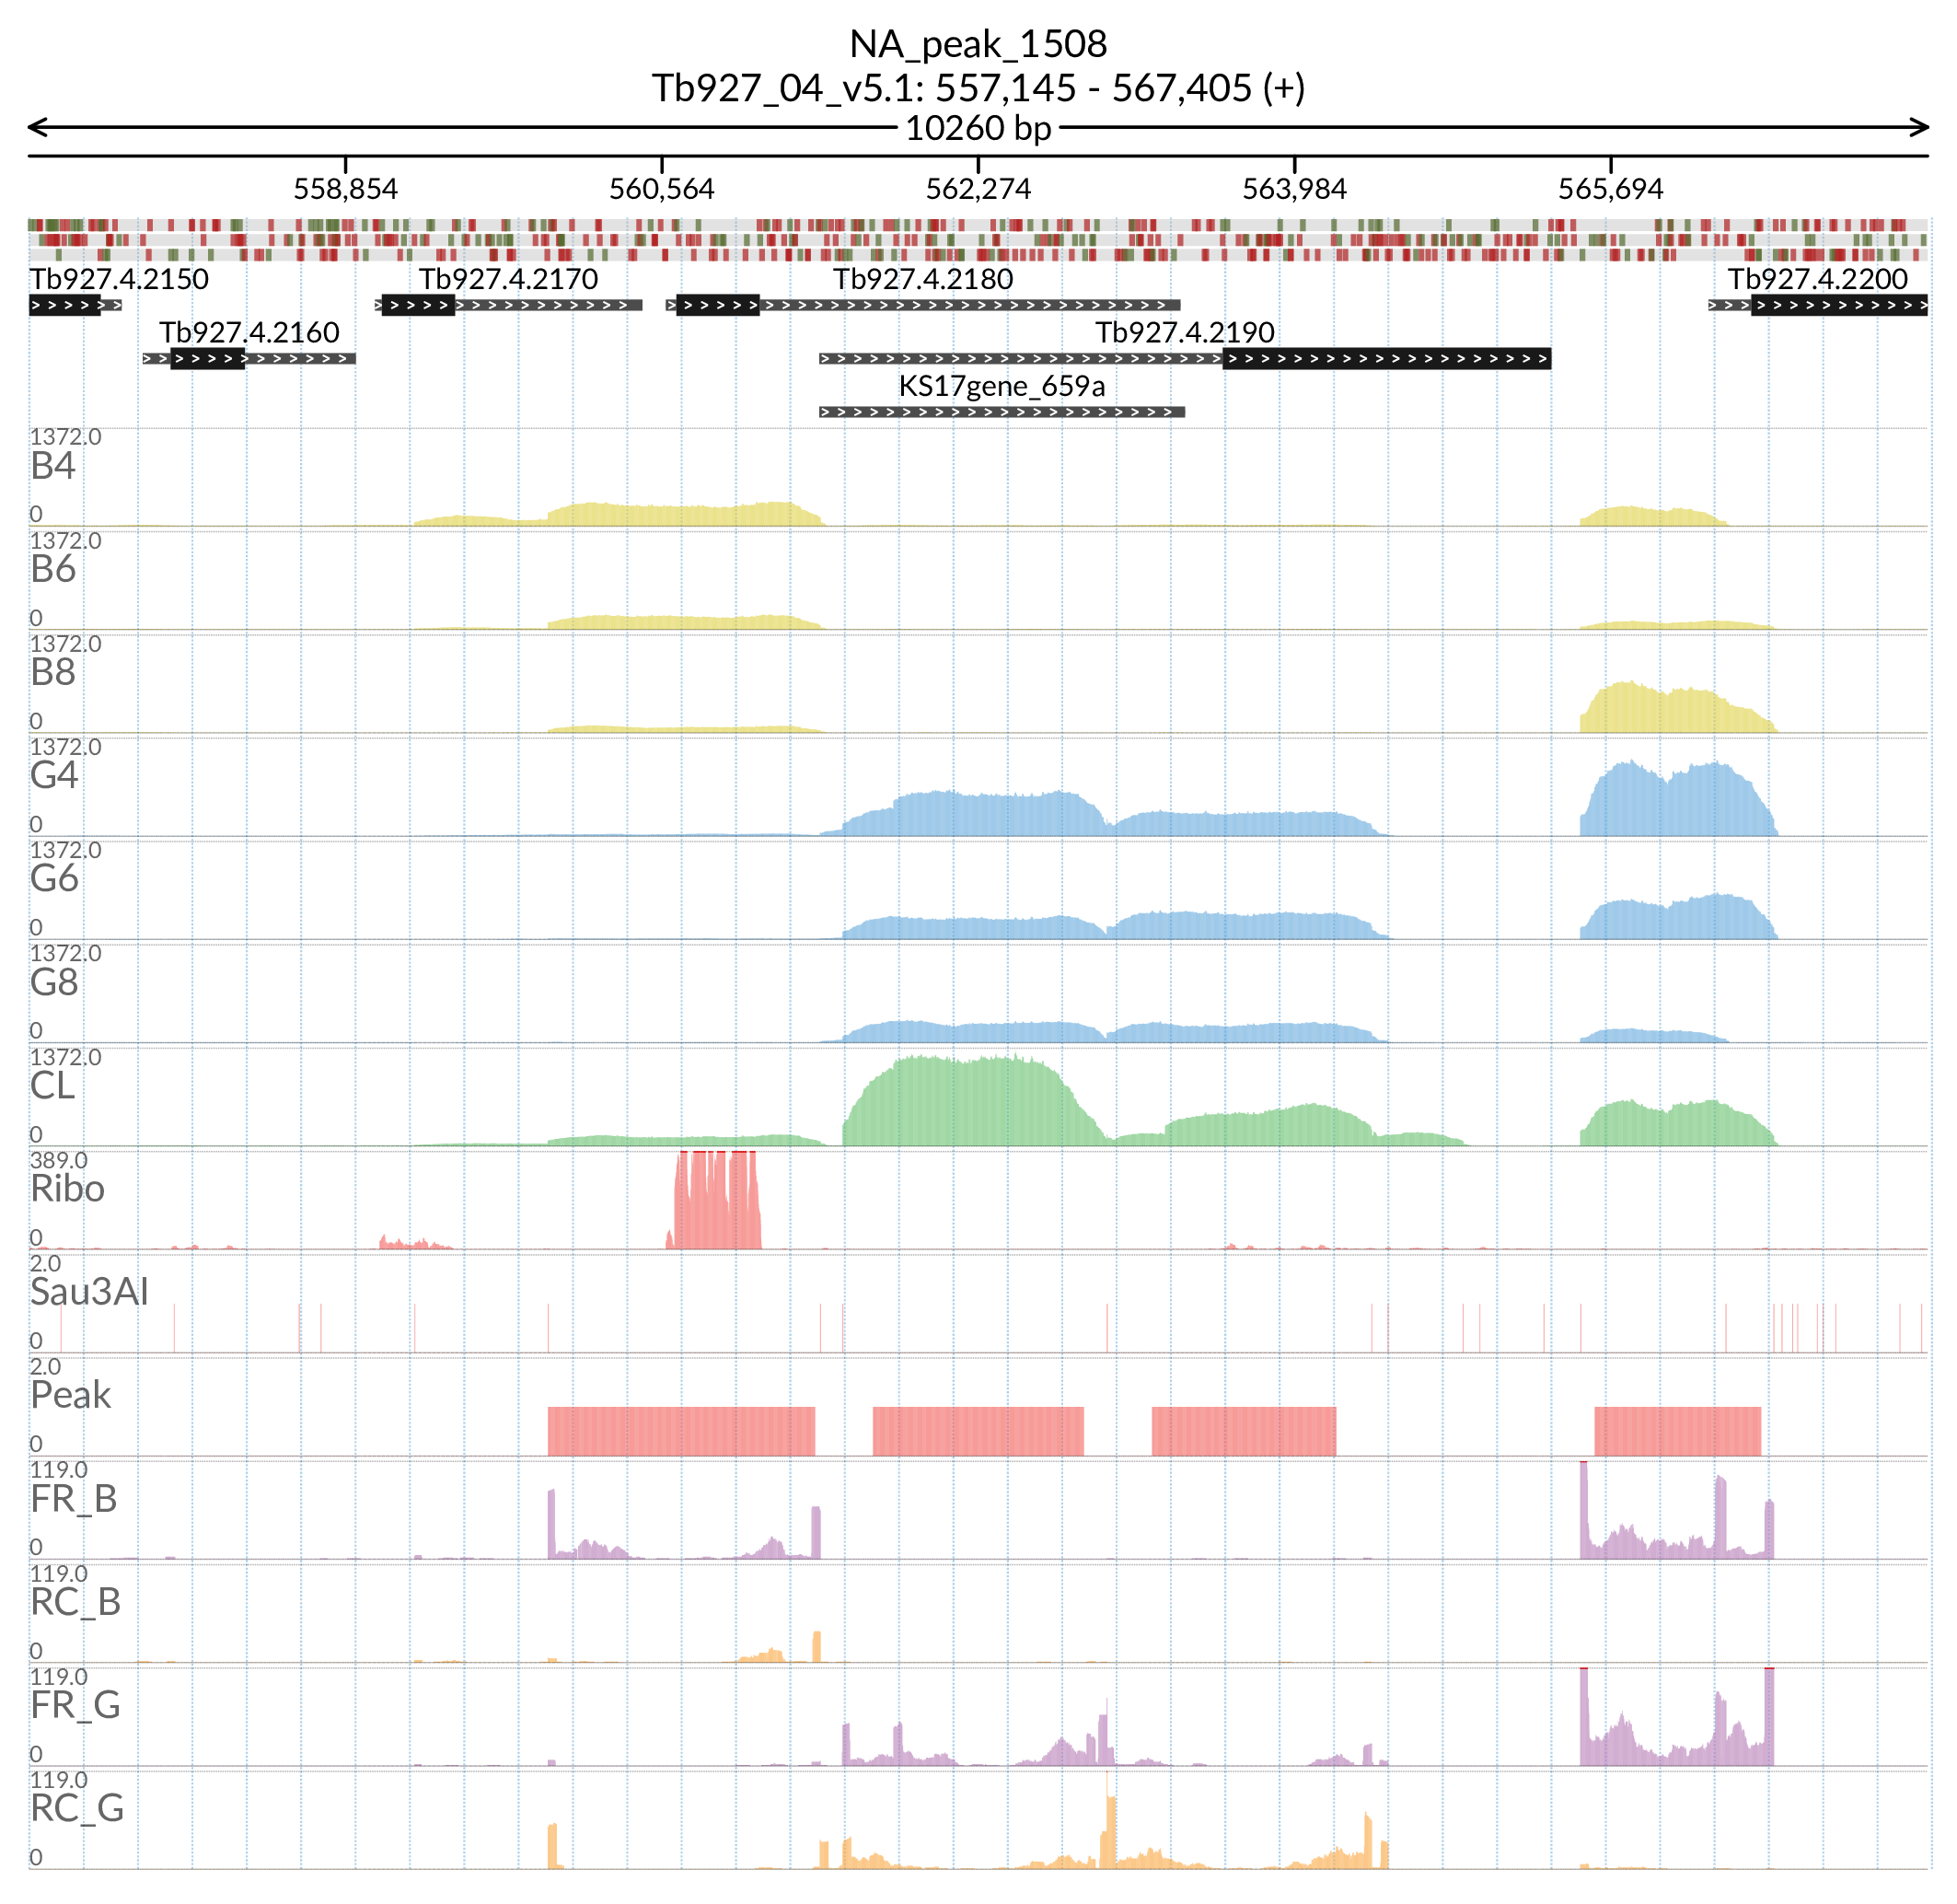 NA_peak_1508
Tb927_04_v5.1: 557,145 - 567,405 (+)
10260 bp
558,854 560,564 562,274 563,984 565,694
Tb927.4.2150 Tb927.4.2170 Tb927.4.2180 Tb927.4.2200
Tb927.4.2160 Tb927.4.2190
KS17gene_659a
1372.0
B4
0
1372.0
B6
0
1372.0
B8
0
1372.0
G4
0
1372.0
G6
0
1372.0
G8
0
1372.0
CL
0
389.0
Ribo
0
2.0
Sau3AI
0
2.0
Peak
0
119.0
FR_B
0
119.0
RC_B
0
119.0
FR_G
0
119.0
RC_G
0